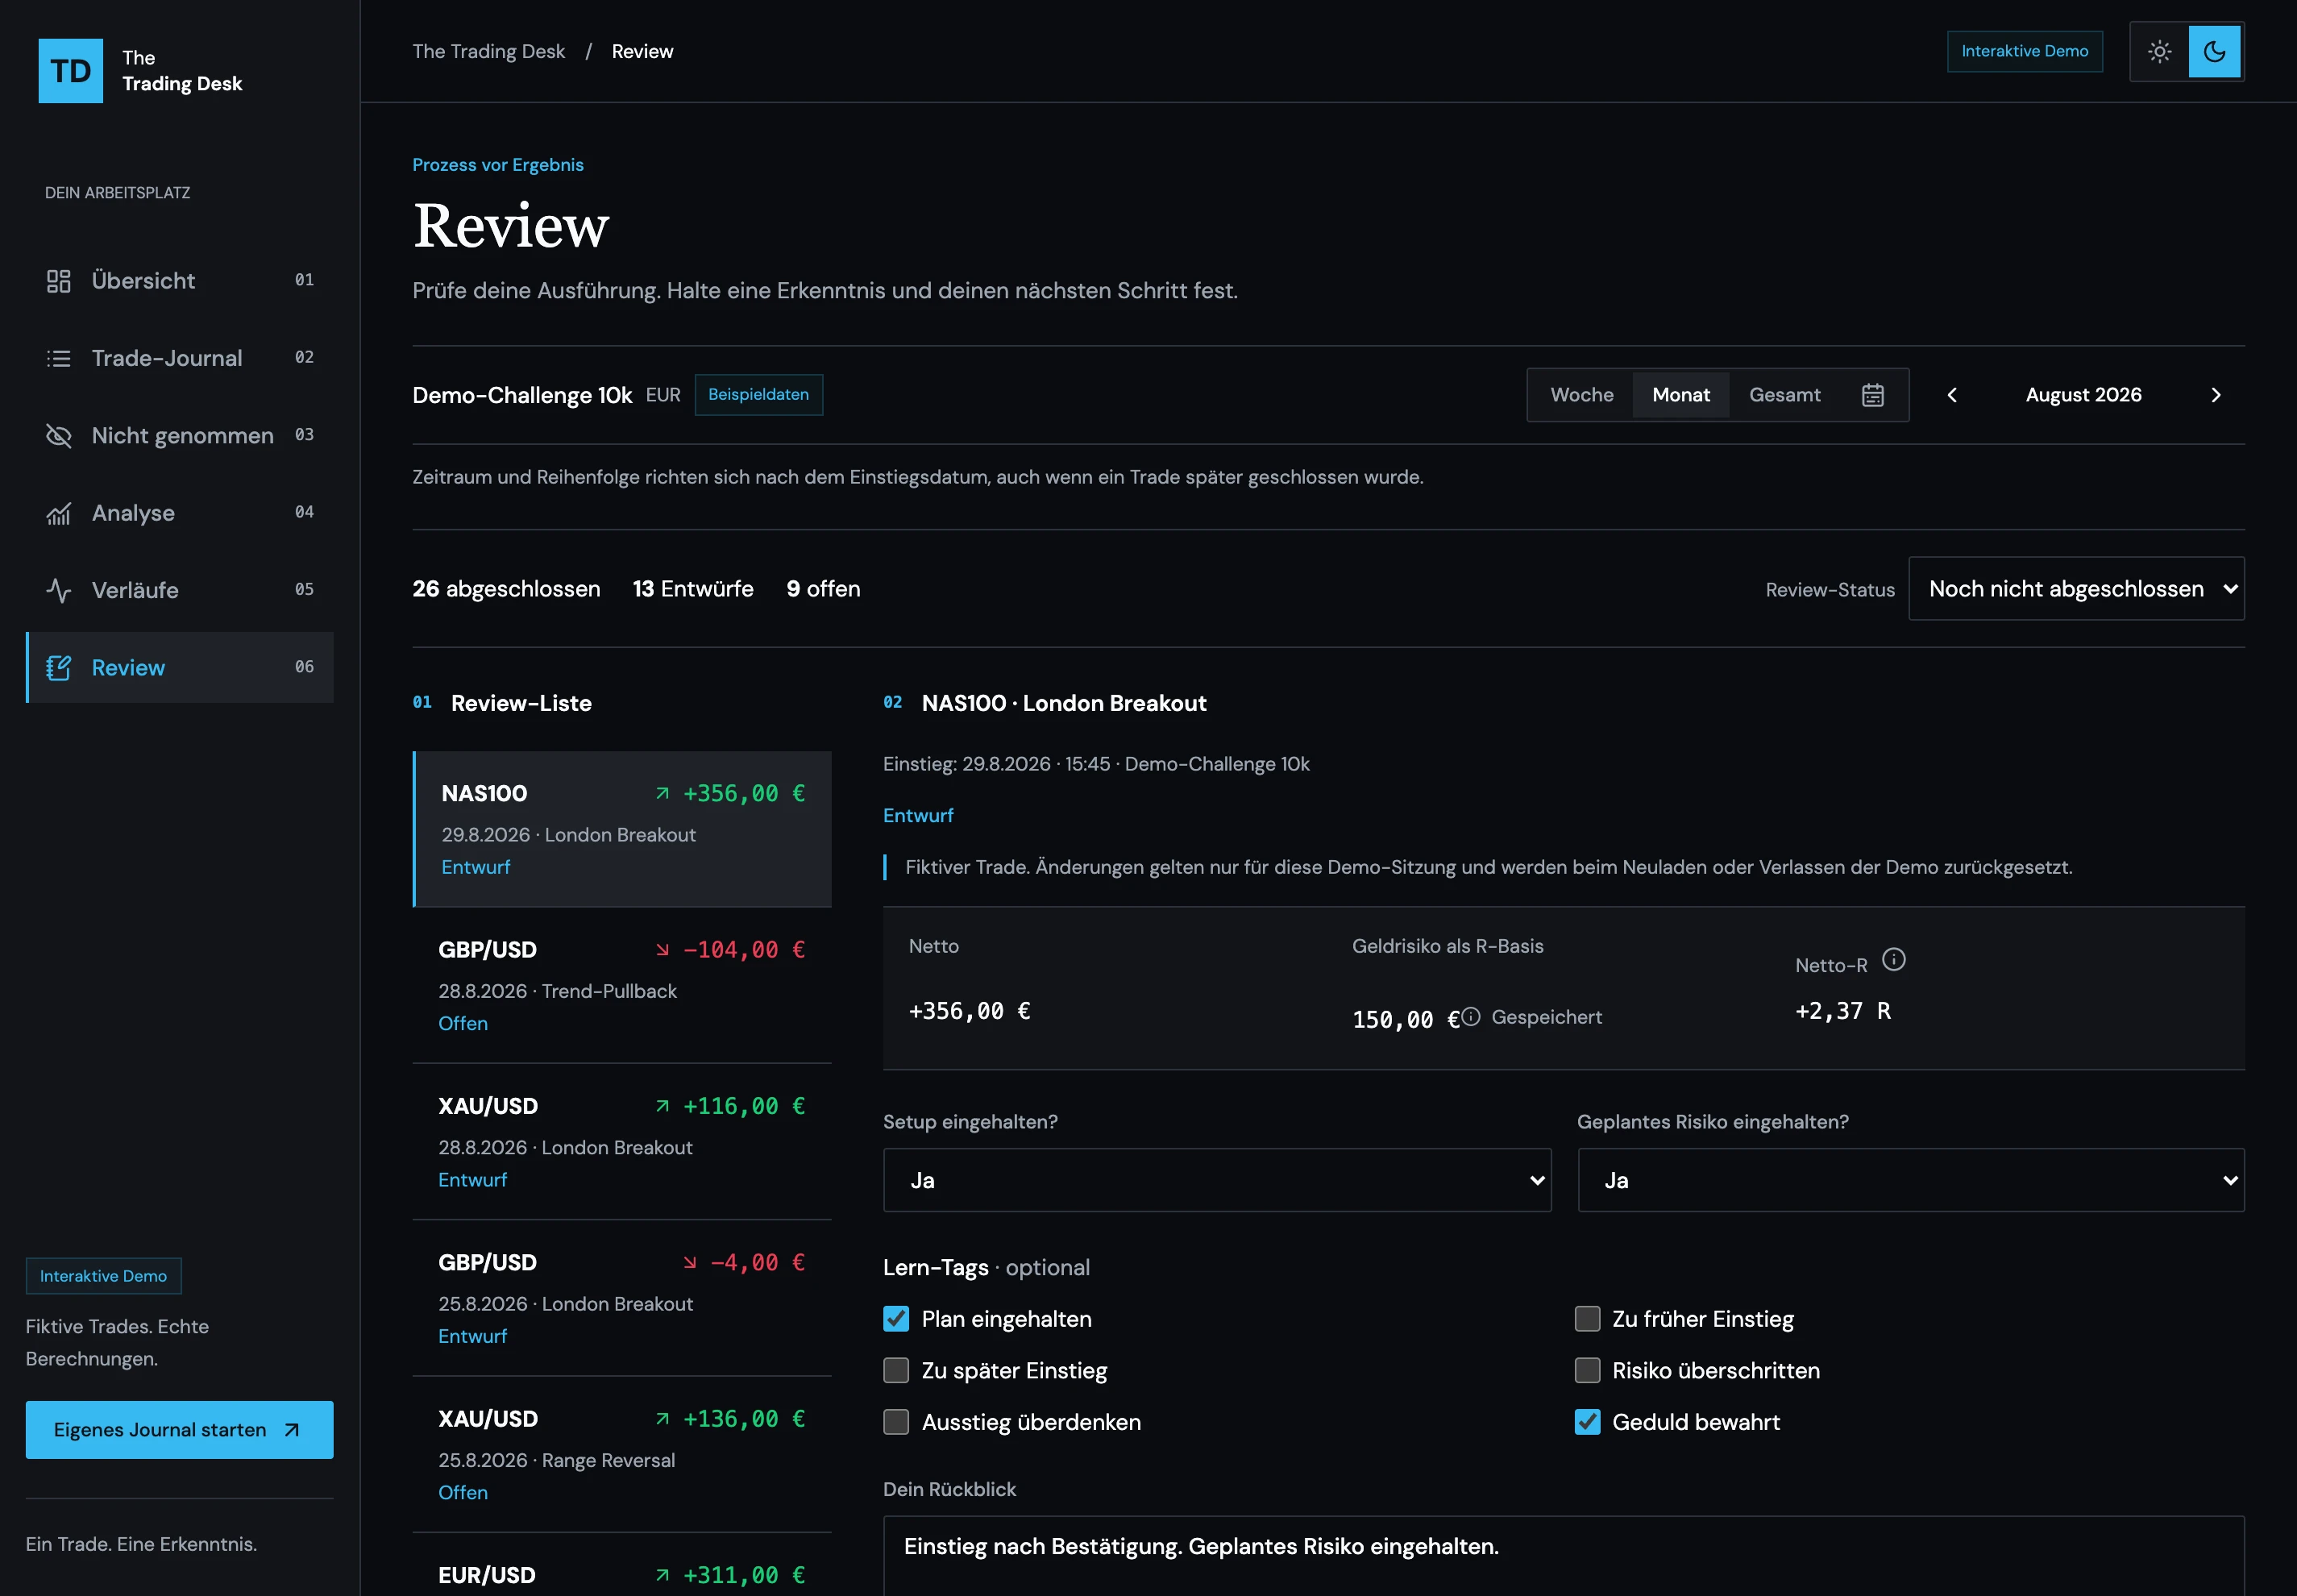 TD
The
Trading Desk
DEIN ARBEITSPLATZ
Übersicht 01
Trade-Journal 02
Nicht genommen 03
Analyse 04
Verläufe 05
Review 06
Interaktive Demo
Fiktive Trades. Echte
Berechnungen.
Eigenes Journal starten
Ein Trade. Eine Erkenntnis.
The Trading Desk / Review
Interaktive Demo
Prozess vor Ergebnis
Review
Prüfe deine Ausführung. Halte eine Erkenntnis und deinen nächsten Schritt fest.
Demo-Challenge 10k EUR Beispieldaten
Woche Monat Gesamt August 2026
Zeitraum und Reihenfolge richten sich nach dem Einstiegsdatum, auch wenn ein Trade später geschlossen wurde.
26 abgeschlossen 13 Entwürfe 9 offen
Review-Status Noch nicht abgeschlossen
01 Review-Liste
NAS100 +356,00 €
29.8.2026 · London Breakout
Entwurf
GBP/USD −104,00 €
28.8.2026 · Trend-Pullback
Offen
XAU/USD +116,00 €
28.8.2026 · London Breakout
Entwurf
GBP/USD −4,00 €
25.8.2026 · London Breakout
Entwurf
XAU/USD +136,00 €
25.8.2026 · Range Reversal
Offen
EUR/USD +311,00 €
02 NAS100 · London Breakout
Einstieg: 29.8.2026 · 15:45 · Demo-Challenge 10k
Entwurf
Fiktiver Trade. Änderungen gelten nur für diese Demo-Sitzung und werden beim Neuladen oder Verlassen der Demo zurückgesetzt.
Netto
+356,00 €
Geldrisiko als R-Basis
150,00 € Gespeichert
Netto-R
+2,37 R
Setup eingehalten?
Ja
Geplantes Risiko eingehalten?
Ja
Lern-Tags · optional
Plan eingehalten
Zu früher Einstieg
Zu später Einstieg
Risiko überschritten
Ausstieg überdenken
Geduld bewahrt
Dein Rückblick
Einstieg nach Bestätigung. Geplantes Risiko eingehalten.